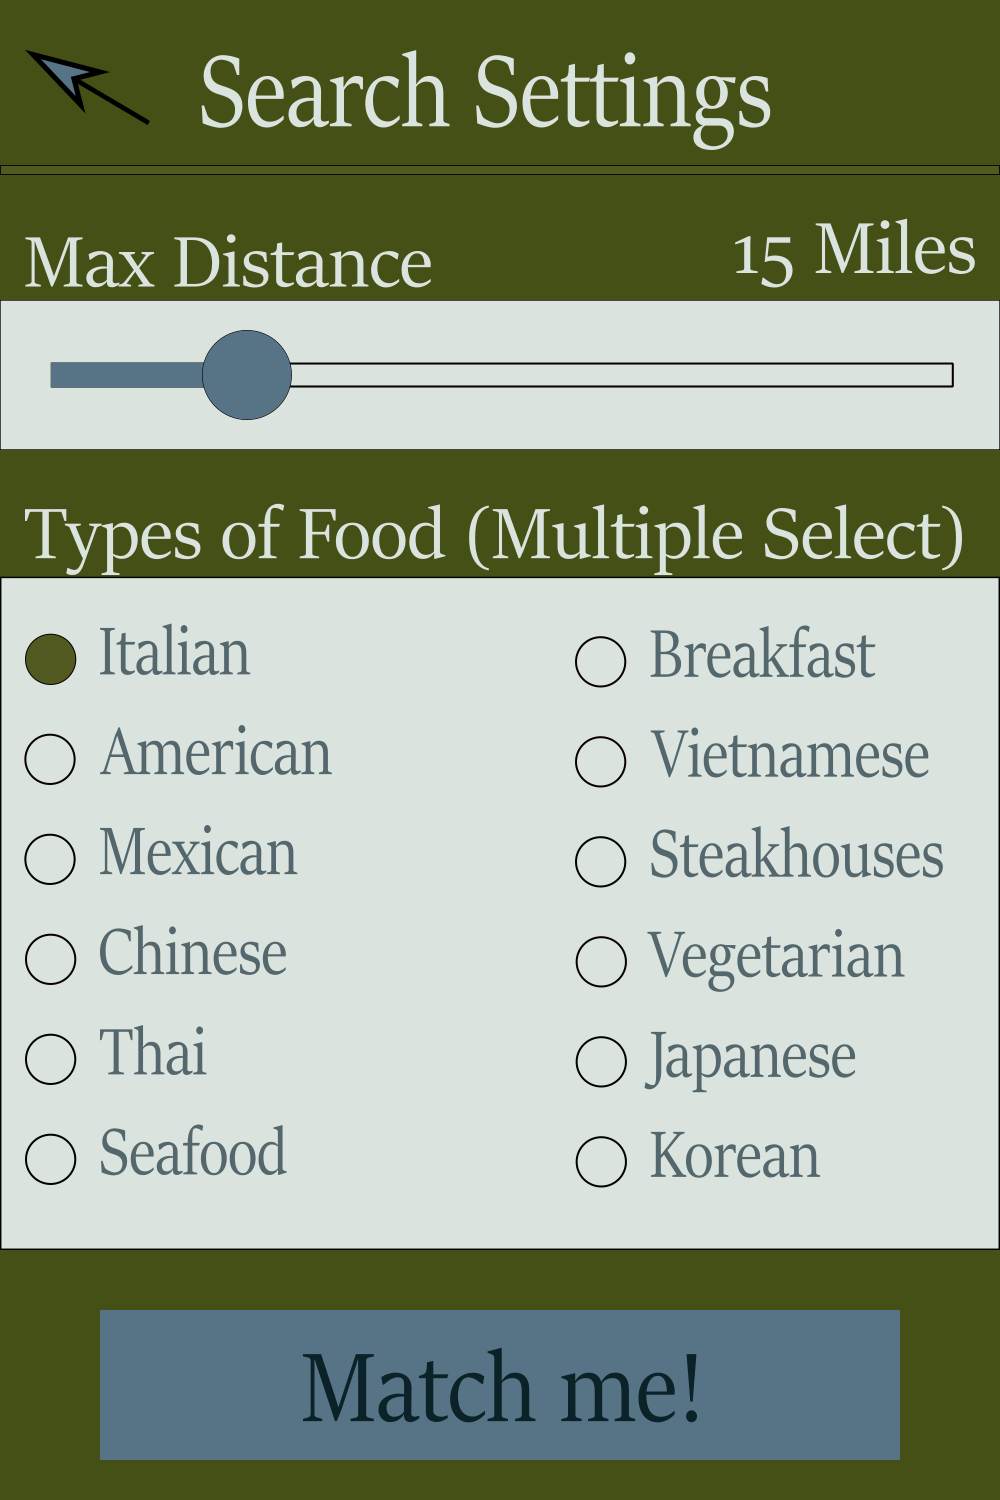 Search Settings
Max Distance
15 Miles
Types of Food (Multiple Select)
Italian
American
Mexican
Chinese
Thai
Seafood
Breakfast
Vietnamese
Steakhouses
Vegetarian
Japanese
Korean
Match me!